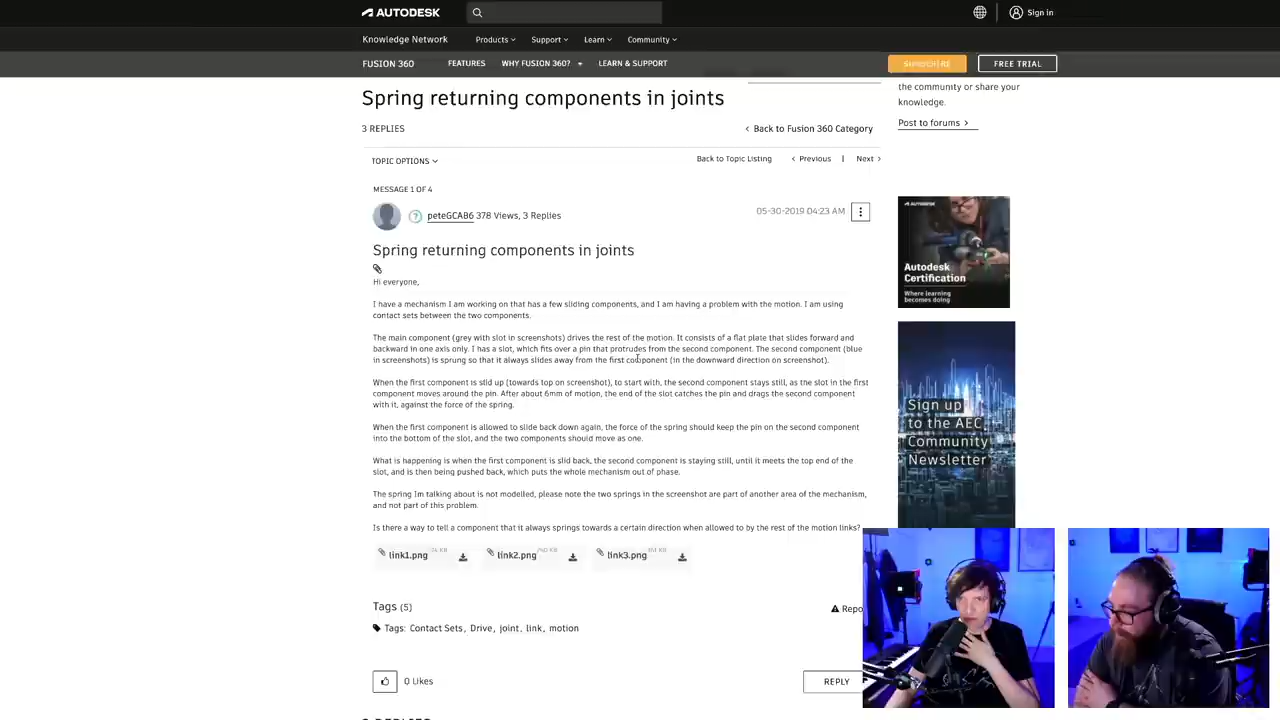 AUTODESK
Sign in
Knowledge Network
Products
Support
Learn
Community
FUSION 360
FEATURES
WHY FUSION 360?
LEARN & SUPPORT
FREE TRIAL
Spring returning components in joints
the community or share your
knowledge.
Post to forums >
3 REPLIES
< Back to Fusion 360 Category
TOPIC OPTIONS
Back to Topic Listing
< Previous
|
Next >
MESSAGE 1 OF 4
peteGCAB6 378 Views, 3 Replies
05-30-2019 04:23 AM
Spring returning components in joints
Hi everyone,
I have a mechanism I am working on that has a few sliding components, and I am having a problem with the motion. I am using
contact sets between the two components.
The main component (grey with slot in screenshots) drives the rest of the motion. It consists of a flat plate that slides forward and
backward in one axis only. I has a slot, which fits over a pin that protrudes from the second component. The second component (blue
in screenshots) is sprung so that it always slides away from the first component (in the downward direction on screenshot).
When the first component is slid up (towards top on screenshot), to start with, the second component stays still, as the slot in the first
component moves around the pin. After about 6mm of motion, the end of the slot catches the pin and drags the second component
with it, against the force of the spring.
When the first component is allowed to slide back down again, the force of the spring should keep the pin on the second component
into the bottom of the slot, and the two components should move as one.
What is happening is when the first component is slid back, the second component is staying still, until it meets the top end of the
slot, and is then being pushed back, which puts the whole mechanism out of phase.
The spring Im talking about is not modelled, please note the two springs in the screenshot are part of another area of the mechanism,
and not part of this problem.
Is there a way to tell a component that it always springs towards a certain direction when allowed to by the rest of the motion links?
link1.png
link2.png
link3.png
Tags (5)
Repo
Tags: Contact Sets, Drive, joint, link, motion
0 Likes
REPLY
AUTODESK
Autodesk
Certification
Where learning
becomes doing
Sign up
to the AEC
Community
Newsletter